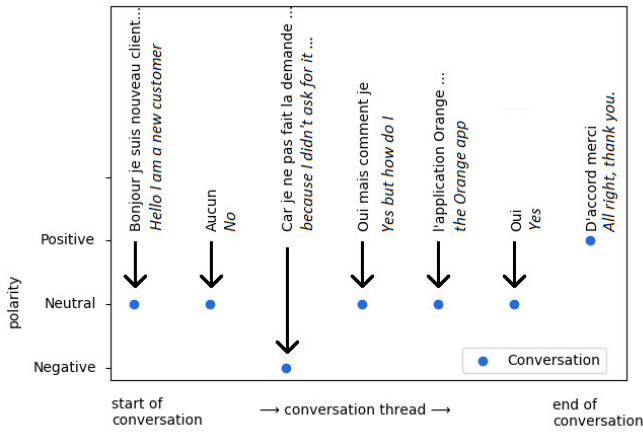 Bonjour je suis nouveau client...
Hello I am a new customer
Aucun
No
Car je ne pas fait la demande ...
because I didn't ask for it ...
Oui mais comment je
Yes but how do I
l'application Orange ...
the Orange app
Oui
Yes
D'accord merci
All right, thank you.
Positive
Neutral
Negative
polarity
Conversation
start of
conversation
→ conversation thread →
end of
conversation